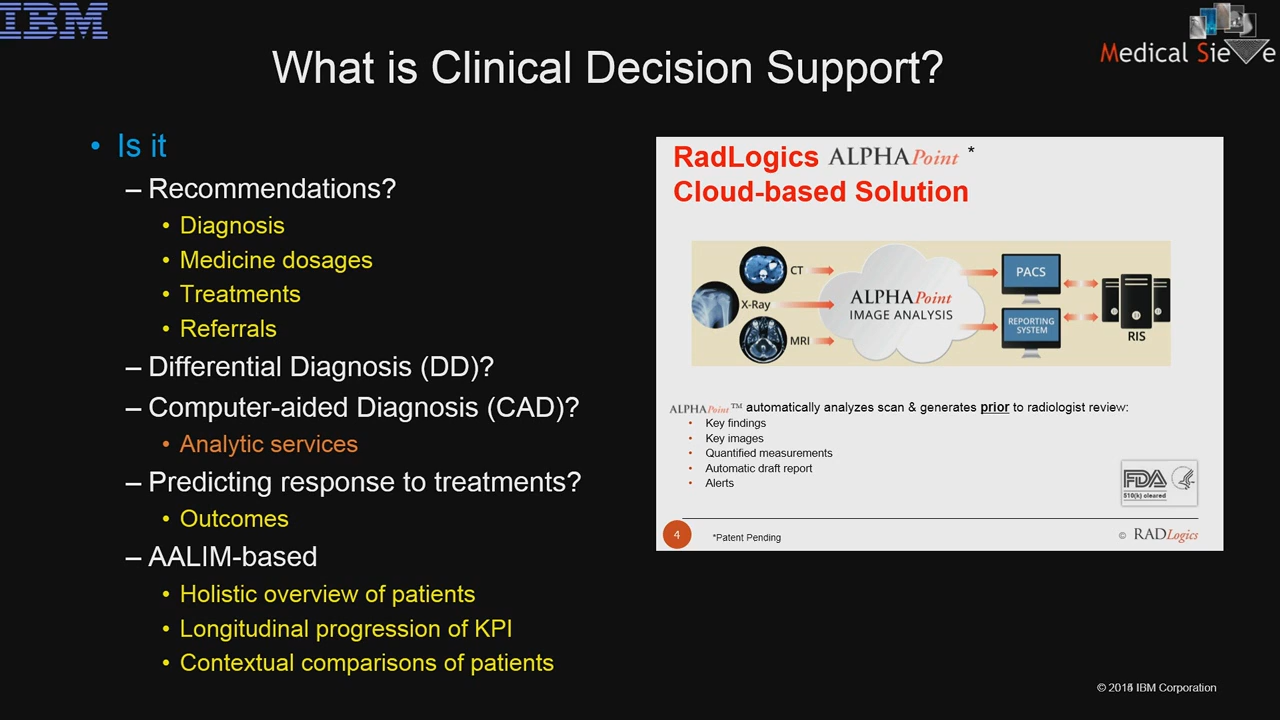 IBM
Medical Sieve
What is Clinical Decision Support?
• Is it
– Recommendations?
• Diagnosis
• Medicine dosages
• Treatments
• Referrals
– Differential Diagnosis (DD)?
– Computer-aided Diagnosis (CAD)?
• Analytic services
– Predicting response to treatments?
• Outcomes
– AALIM-based
• Holistic overview of patients
• Longitudinal progression of KPI
• Contextual comparisons of patients
RadLogics ALPHAPoint *
Cloud-based Solution
CT
X-Ray
MRI
ALPHAPoint
IMAGE ANALYSIS
PACS
REPORTING
SYSTEM
RIS
ALPHAPoint™ automatically analyzes scan & generates prior to radiologist review:
• Key findings
• Key images
• Quantified measurements
• Automatic draft report
• Alerts
FDA
510(k) cleared
4
*Patent Pending
© RADLogics
© IBM Corporation